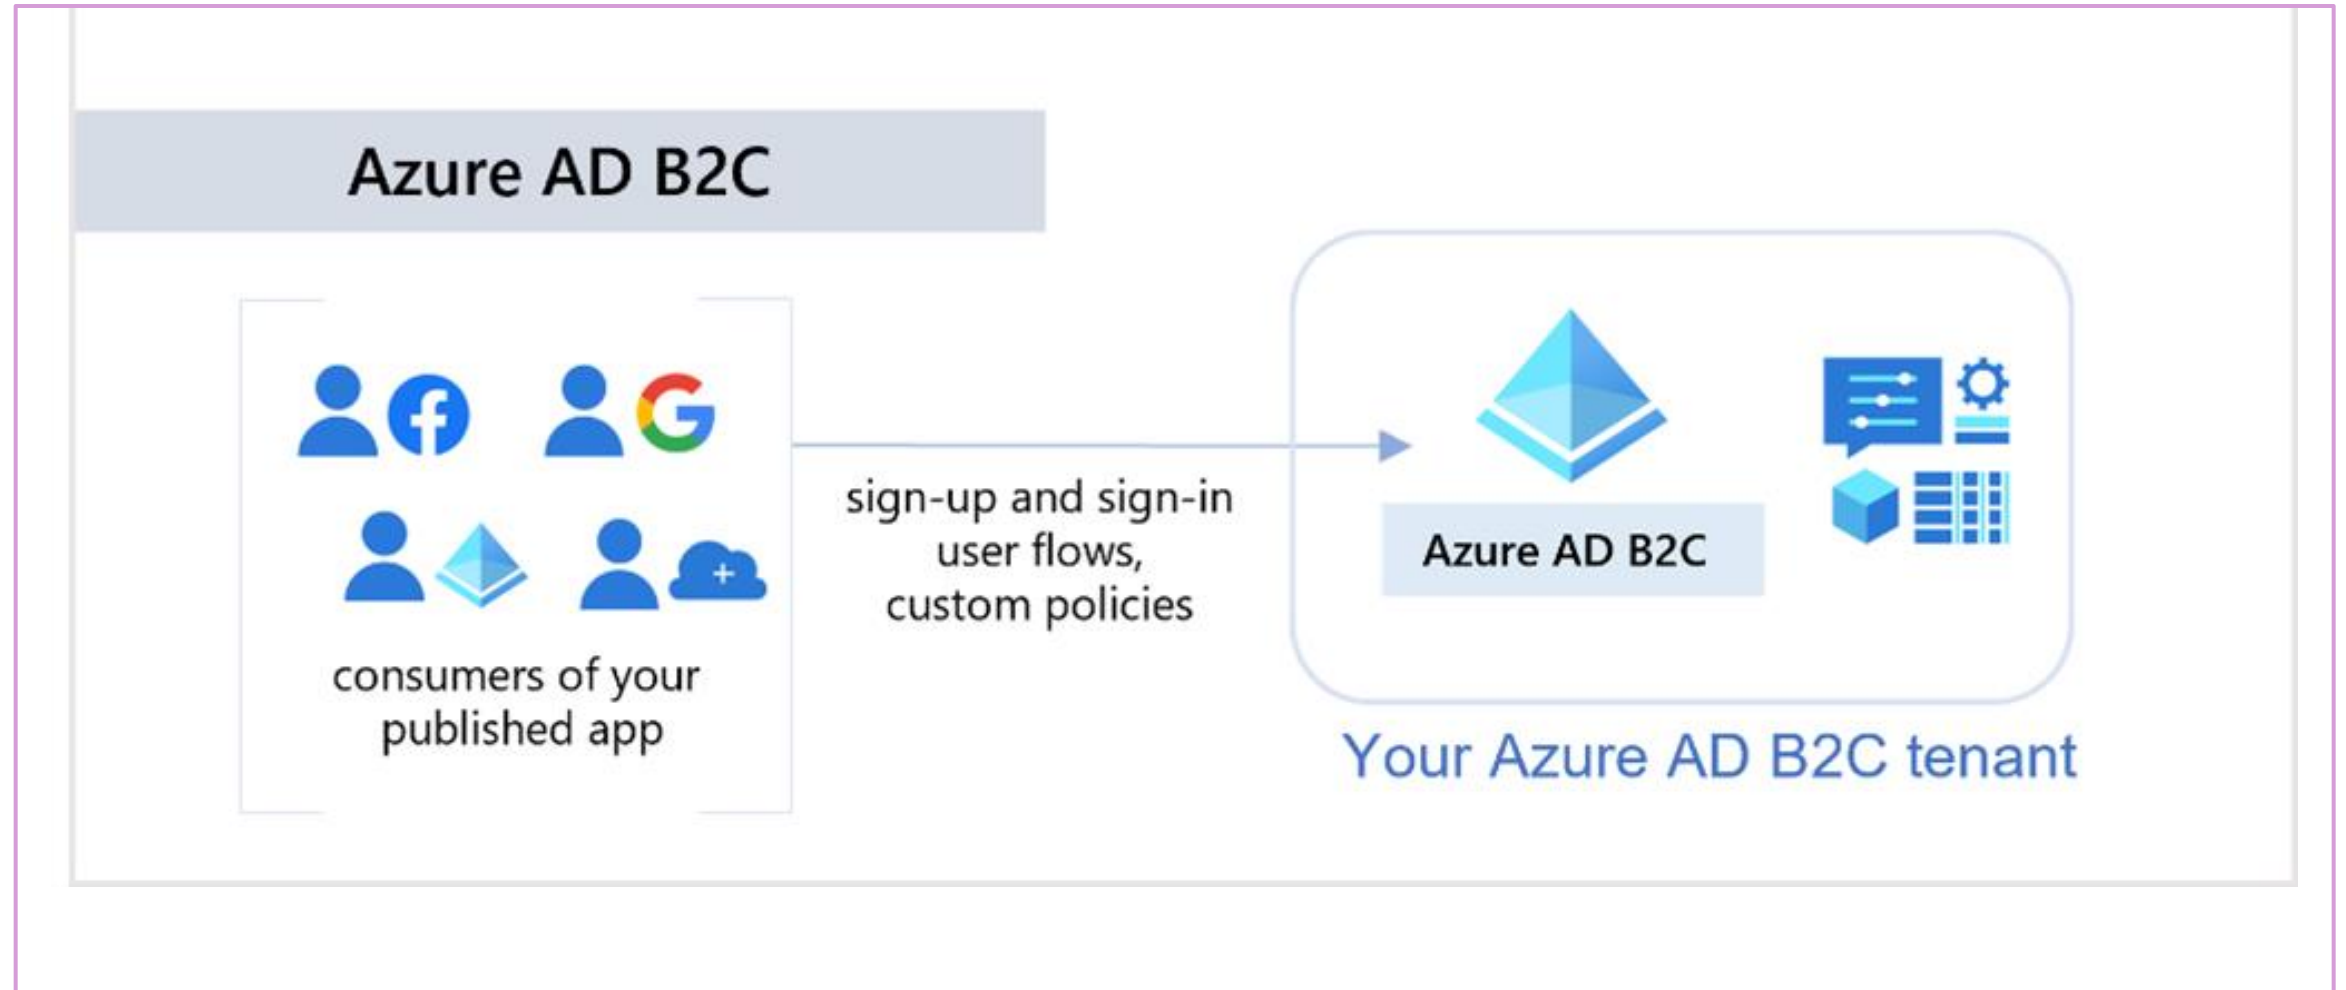 Azure AD B2C
sign-up and sign-in
user flows,
custom policies
Azure AD B2C
consumers of your
published app
Your Azure AD B2C tenant